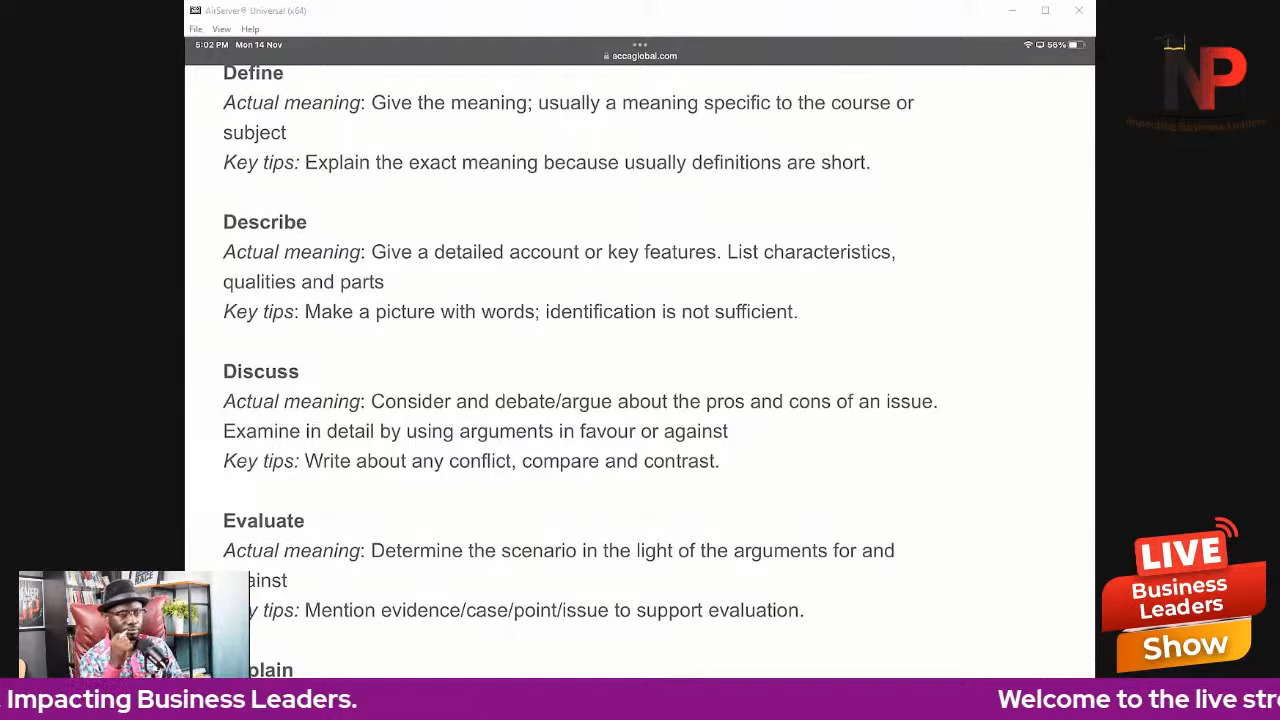 AirServer® Universal (x64)
File View Help
5:02 PM Mon 14 Nov
56%
accaglobal.com
NP
Impacting Business Leaders
Define
Actual meaning: Give the meaning; usually a meaning specific to the course or
subject
Key tips: Explain the exact meaning because usually definitions are short.
Describe
Actual meaning: Give a detailed account or key features. List characteristics,
qualities and parts
Key tips: Make a picture with words; identification is not sufficient.
Discuss
Actual meaning: Consider and debate/argue about the pros and cons of an issue.
Examine in detail by using arguments in favour or against
Key tips: Write about any conflict, compare and contrast.
Evaluate
Actual meaning: Determine the scenario in the light of the arguments for and
ainst
y tips: Mention evidence/case/point/issue to support evaluation.
plain
LIVE
Business
Leaders
Show
. Impacting Business Leaders.
Welcome to the live stre